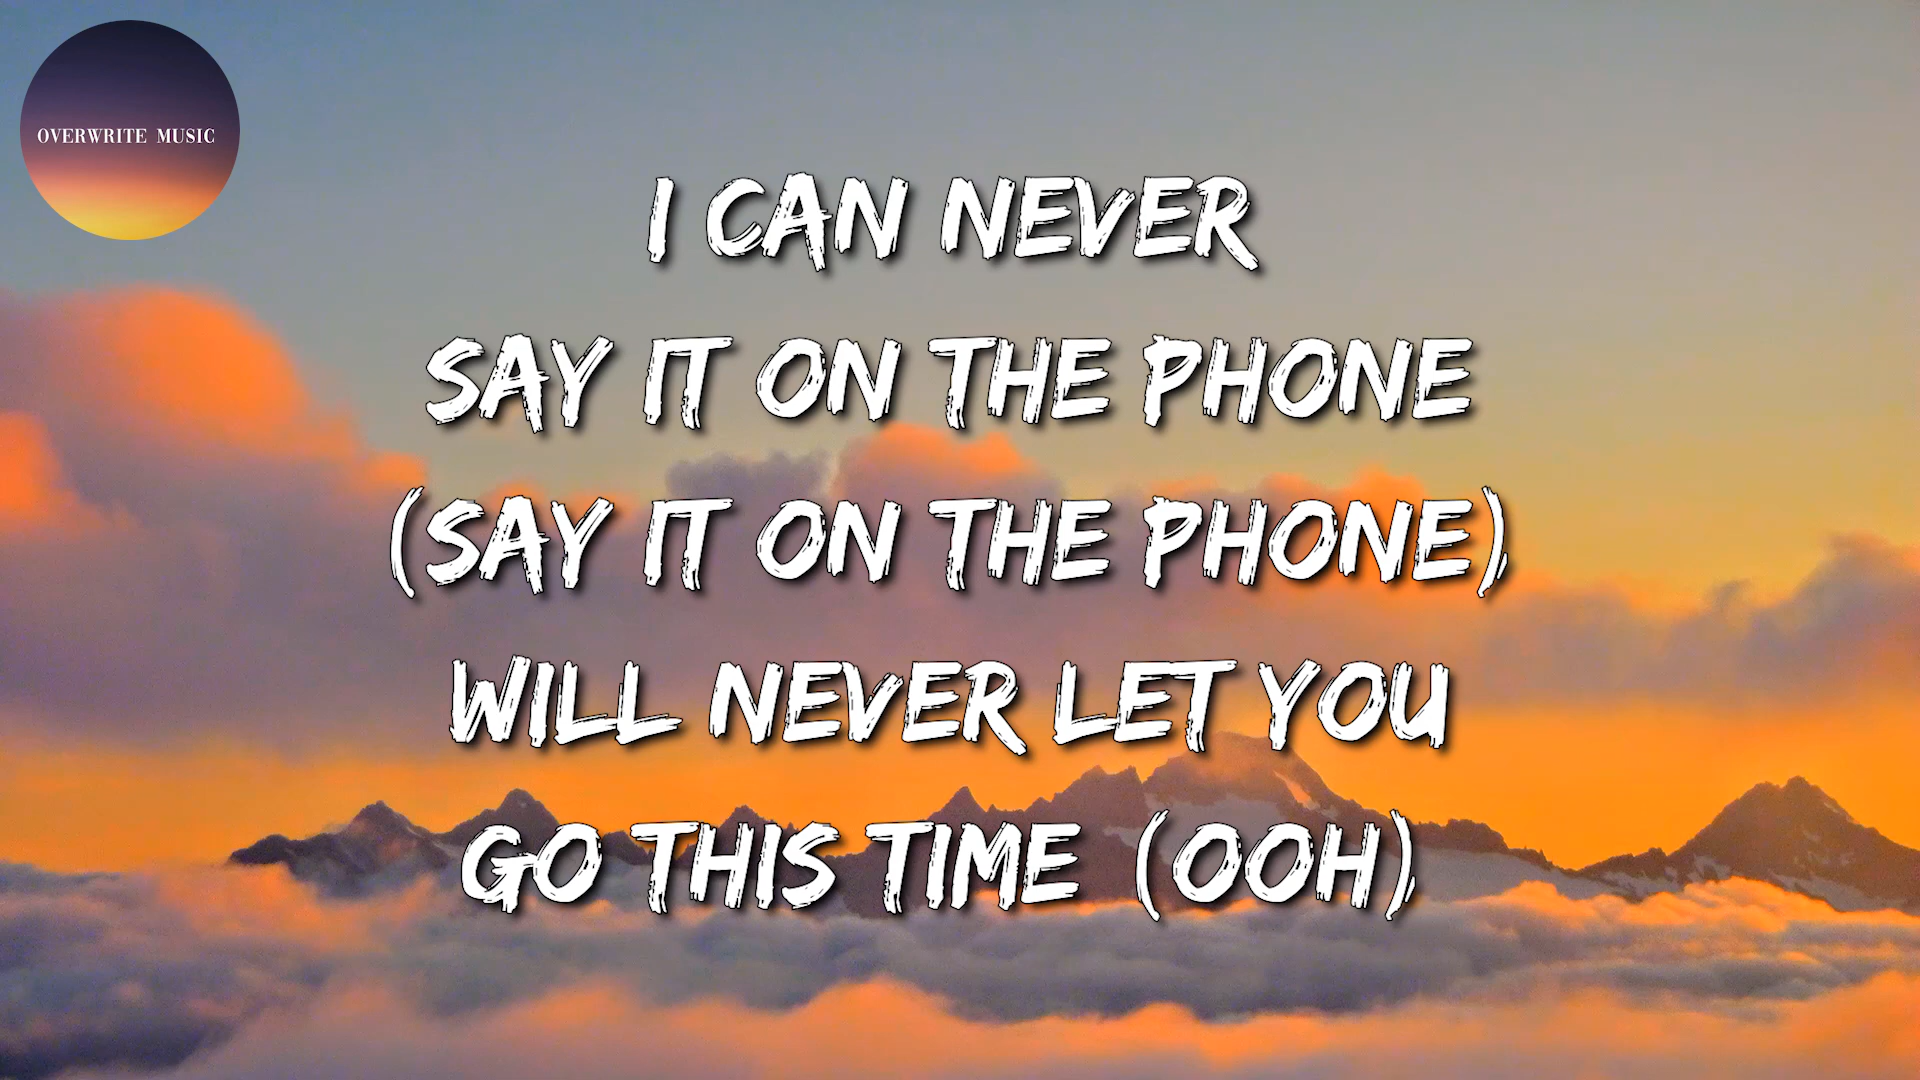 OVERWRITE MUSIC
I CAN NEVER
SAY IT ON THE PHONE
(SAY IT ON THE PHONE)
WILL NEVER LET YOU
GO THIS TIME (OOH)